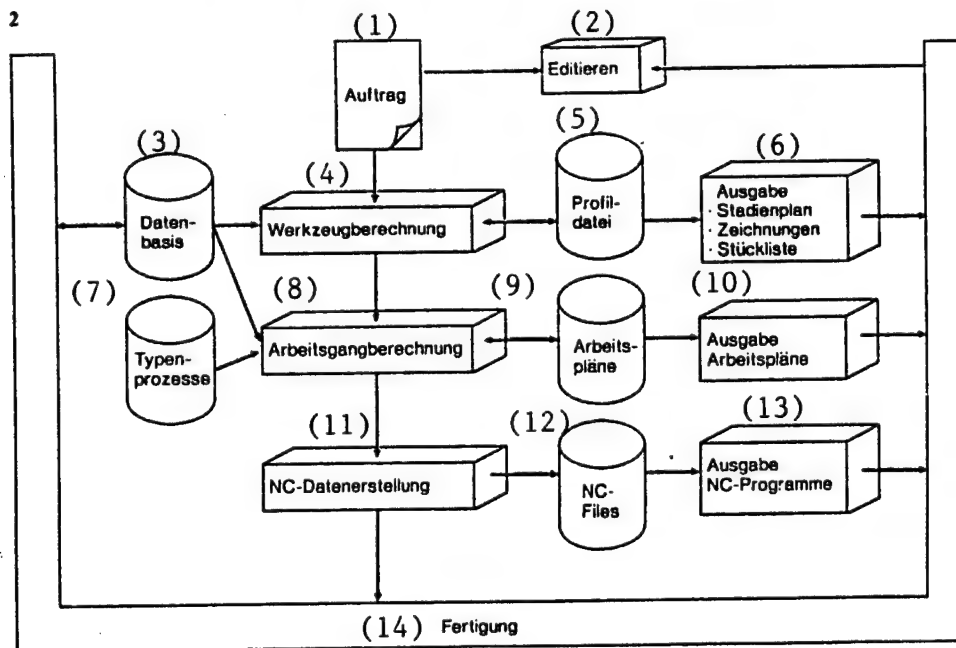 2
(1)
(2)
Auftrag
Editieren
(3)
(4)
(5)
(6)
Daten-
basis
Werkzeugberechnung
Profil-
datei
Ausgabe
· Stadienplan
· Zeichnungen
· Stückliste
(7)
(8)
(9)
(10)
Typen-
prozesse
Arbeitsgangberechnung
Arbeits-
pläne
Ausgabe
Arbeitspläne
(11)
(12)
(13)
NC-Datenerstellung
NC-
Files
Ausgabe
NC-Programme
(14) Fertigung